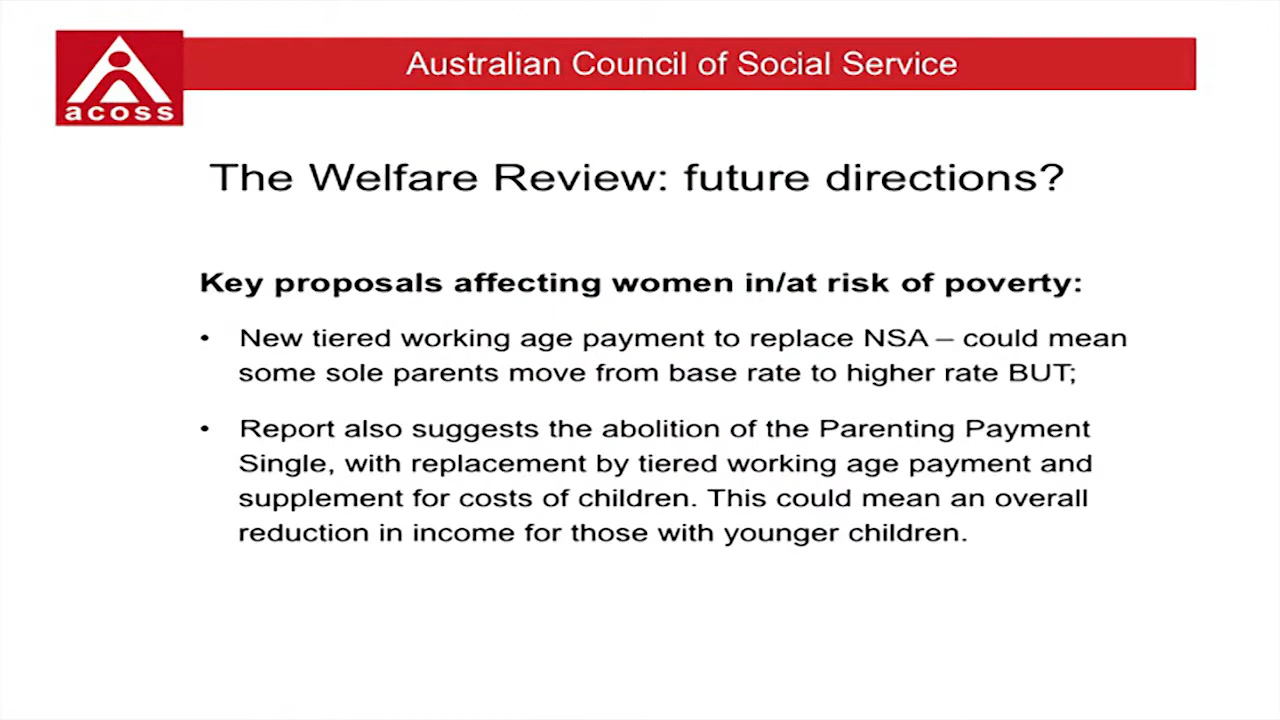 acoss
Australian Council of Social Service
The Welfare Review: future directions?
Key proposals affecting women in/at risk of poverty:
• New tiered working age payment to replace NSA – could mean
some sole parents move from base rate to higher rate BUT;
• Report also suggests the abolition of the Parenting Payment
Single, with replacement by tiered working age payment and
supplement for costs of children. This could mean an overall
reduction in income for those with younger children.